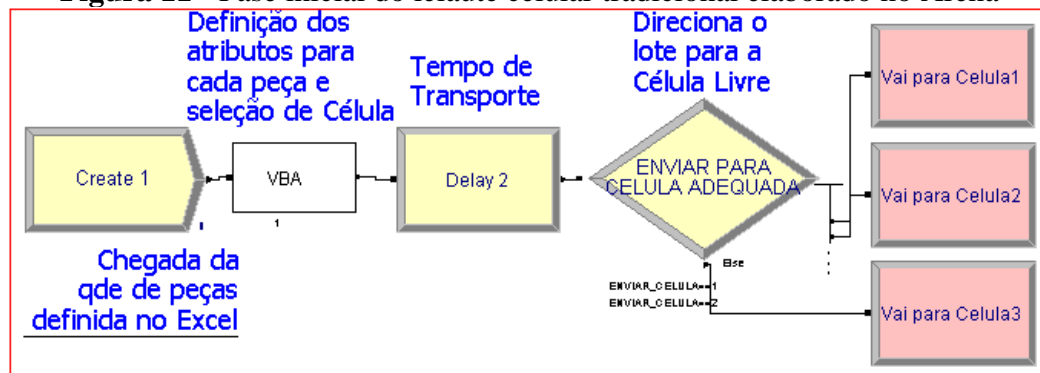 Definição dos
atributos para
cada peça e
seleção de Célula
Tempo de
Transporte
Direciona o
lote para a
Célula Livre
Create 1
VBA
1
Delay 2
ENVIAR PARA
CELULA ADEQUADA
Vai para Celula1
Vai para Celula2
Vai para Celula3
Else
ENVIAR_CELULA==1
ENVIAR_CELULA==2
Chegada da
qde de peças
definida no Excel